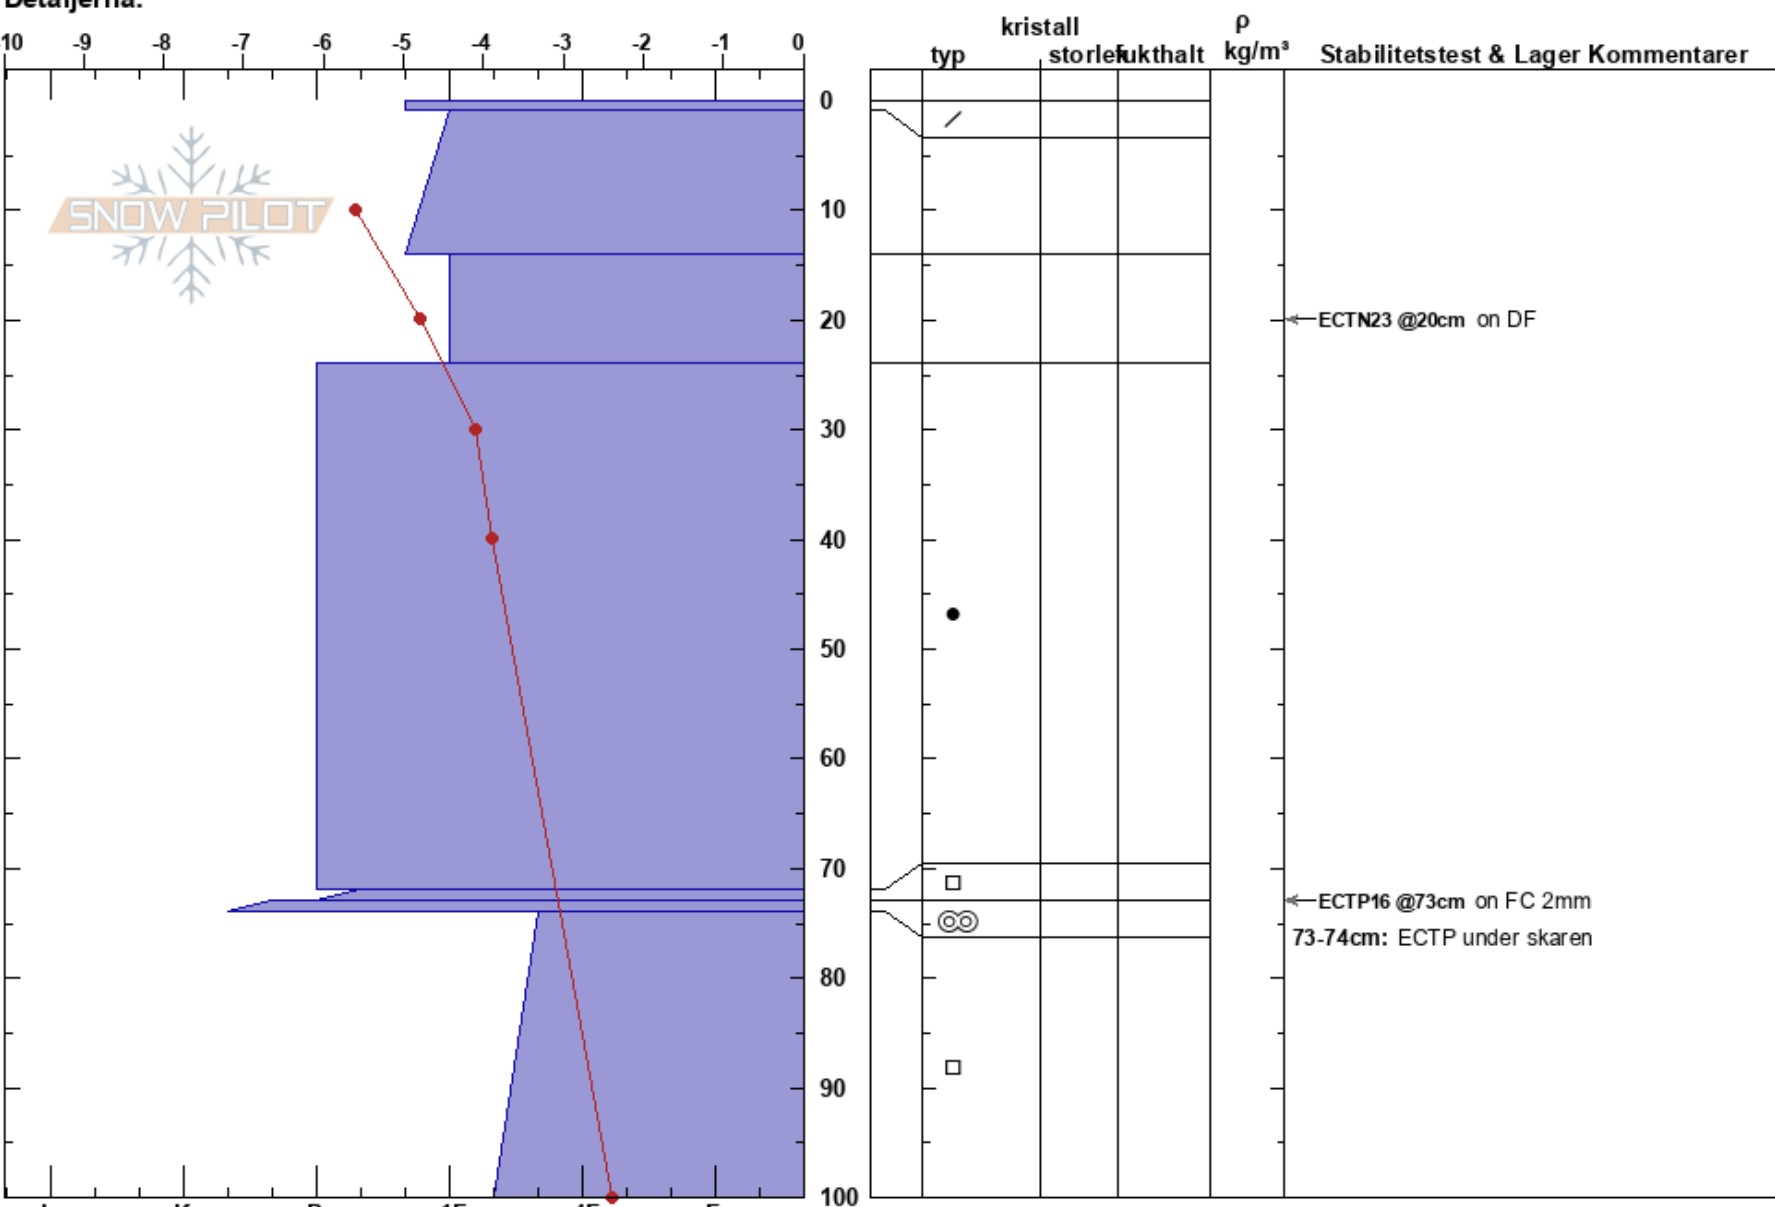 Detaljerna:
kristall ρ
-10 -9 -8 -7 -6 -5 -4 -3 -2 -1 0 typ storlek fukthalt kg/m³ Stabilitetstest & Lager Kommentarer
0
SNOW PILOT
10
20 ECTN23 @20cm on DF
30
40
50
60
70
ECTP16 @73cm on FC 2mm
73-74cm: ECTP under skaren
80
90
100